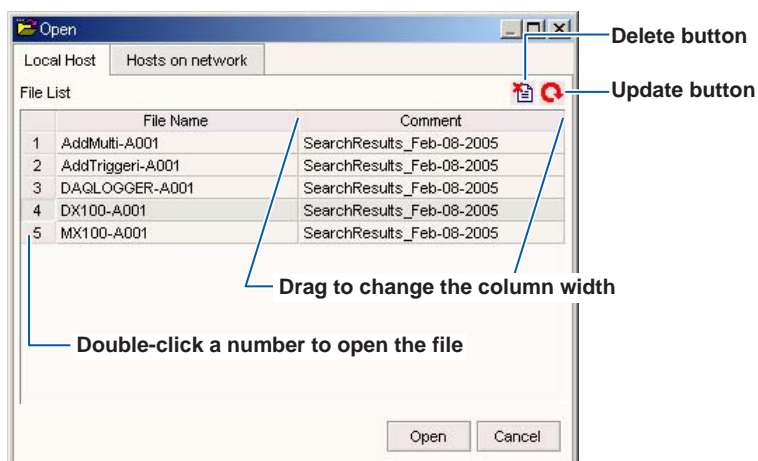 Open
Delete button
Local Host Hosts on network
File List
Update button
File Name Comment
1 AddMulti-A001 SearchResults_Feb-08-2005
2 AddTriggeri-A001 SearchResults_Feb-08-2005
3 DAQLOGGER-A001 SearchResults_Feb-08-2005
4 DX100-A001 SearchResults_Feb-08-2005
5 MX100-A001 SearchResults_Feb-08-2005
Drag to change the column width
Double-click a number to open the file
Open Cancel